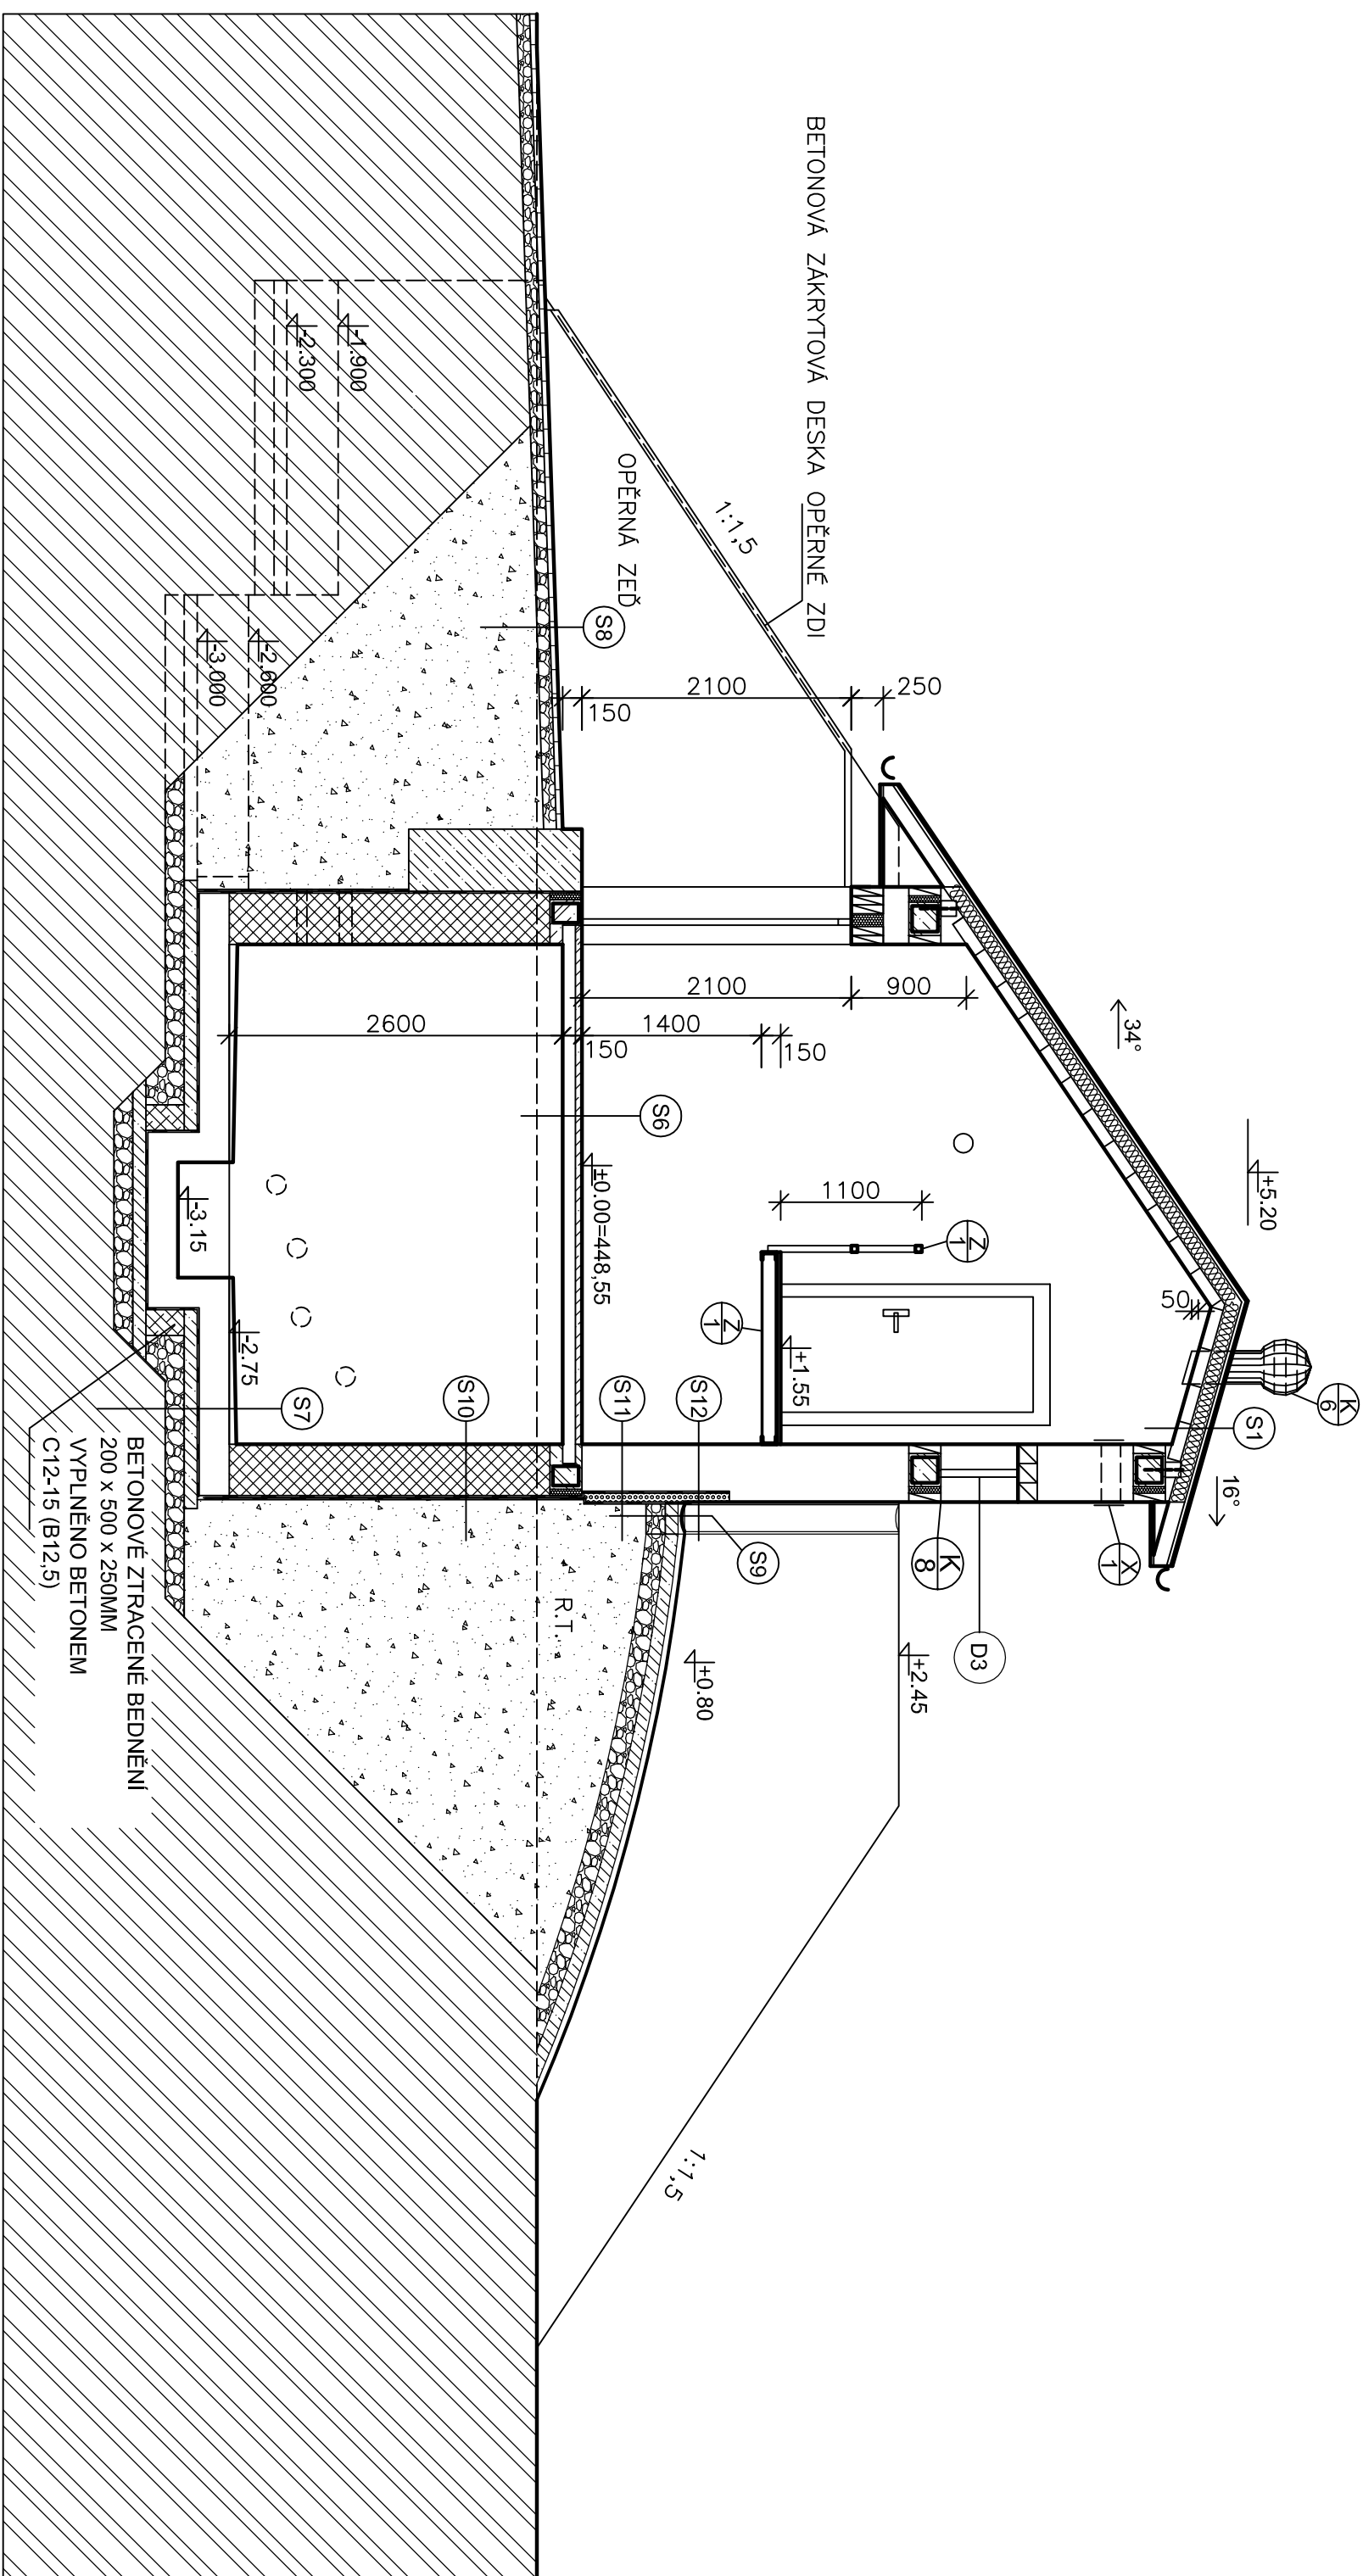 +5.20
K
6
50
S1
16°
34°
X
1
BETONOVÁ ZÁKRYTOVÁ DESKA OPĚRNÉ ZDI
1:1,5
250
900
1100
Z
1
K
8
D3
+2.45
2100
2100
1400
150
Z
1
+1.55
S12
S9
+0.80
OPĚRNÁ ZEĎ
S8
150
150
S6
±0.00=448,55
S11
R.T.
1:1,5
-1.900
-2.300
-2.600
-3.000
2600
S10
-2.75
-3.15
S7
BETONOVÉ ZTRACENÉ BEDNĚNÍ
200 x 500 x 250MM
VYPLNĚNO BETONEM
C12-15 (B12,5)